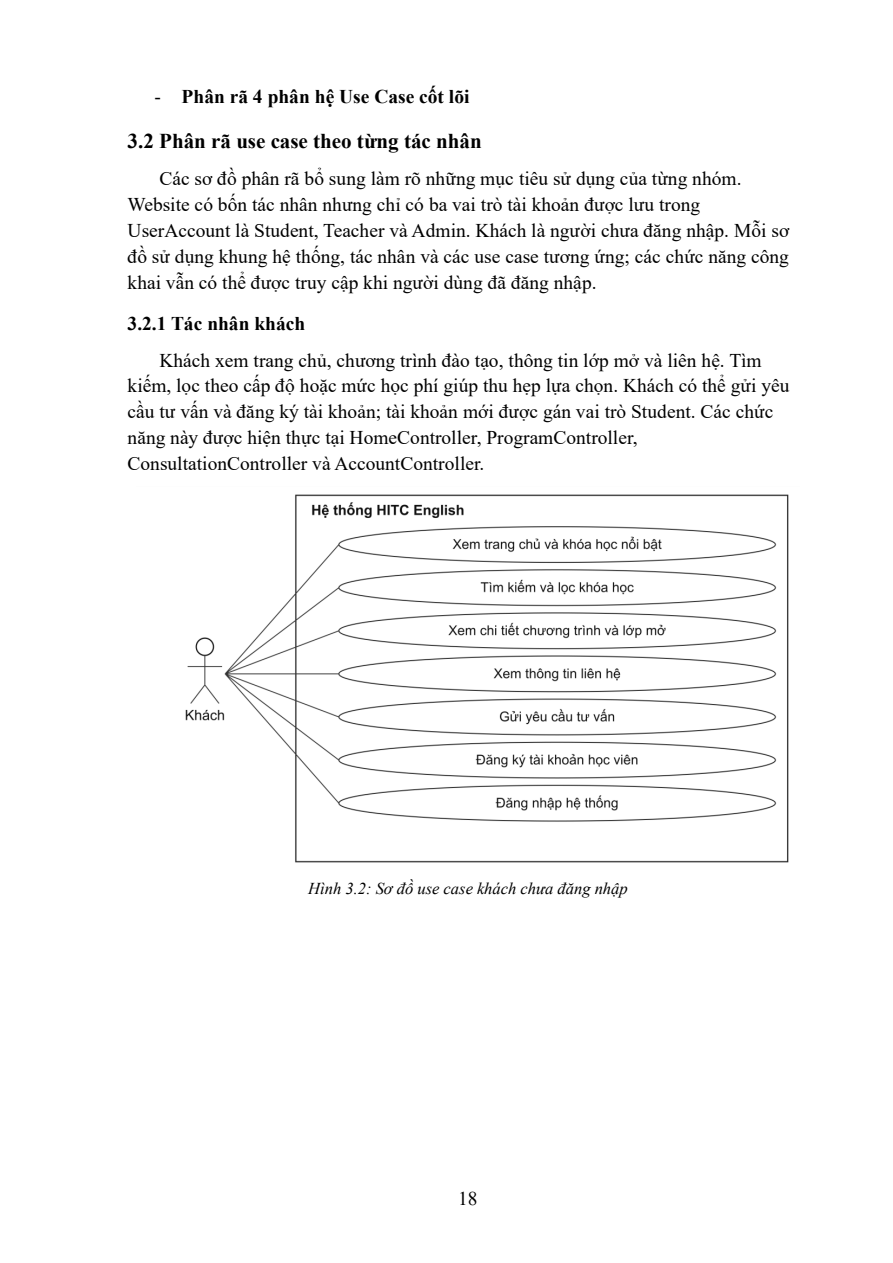 - Phân rã 4 phân hệ Use Case cốt lõi
3.2 Phân rã use case theo từng tác nhân
Các sơ đồ phân rã bổ sung làm rõ những mục tiêu sử dụng của từng nhóm.
Website có bốn tác nhân nhưng chỉ có ba vai trò tài khoản được lưu trong
UserAccount là Student, Teacher và Admin. Khách là người chưa đăng nhập. Mỗi sơ
đồ sử dụng khung hệ thống, tác nhân và các use case tương ứng; các chức năng công
khai vẫn có thể được truy cập khi người dùng đã đăng nhập.
3.2.1 Tác nhân khách
Khách xem trang chủ, chương trình đào tạo, thông tin lớp mở và liên hệ. Tìm
kiếm, lọc theo cấp độ hoặc mức học phí giúp thu hẹp lựa chọn. Khách có thể gửi yêu
cầu tư vấn và đăng ký tài khoản; tài khoản mới được gán vai trò Student. Các chức
năng này được hiện thực tại HomeController, ProgramController,
ConsultationController và AccountController.
Hệ thống HITC English
Xem trang chủ và khóa học nổi bật
Tìm kiếm và lọc khóa học
Xem chi tiết chương trình và lớp mở
Xem thông tin liên hệ
Khách
Gửi yêu cầu tư vấn
Đăng ký tài khoản học viên
Đăng nhập hệ thống
Hình 3.2: Sơ đồ use case khách chưa đăng nhập
18